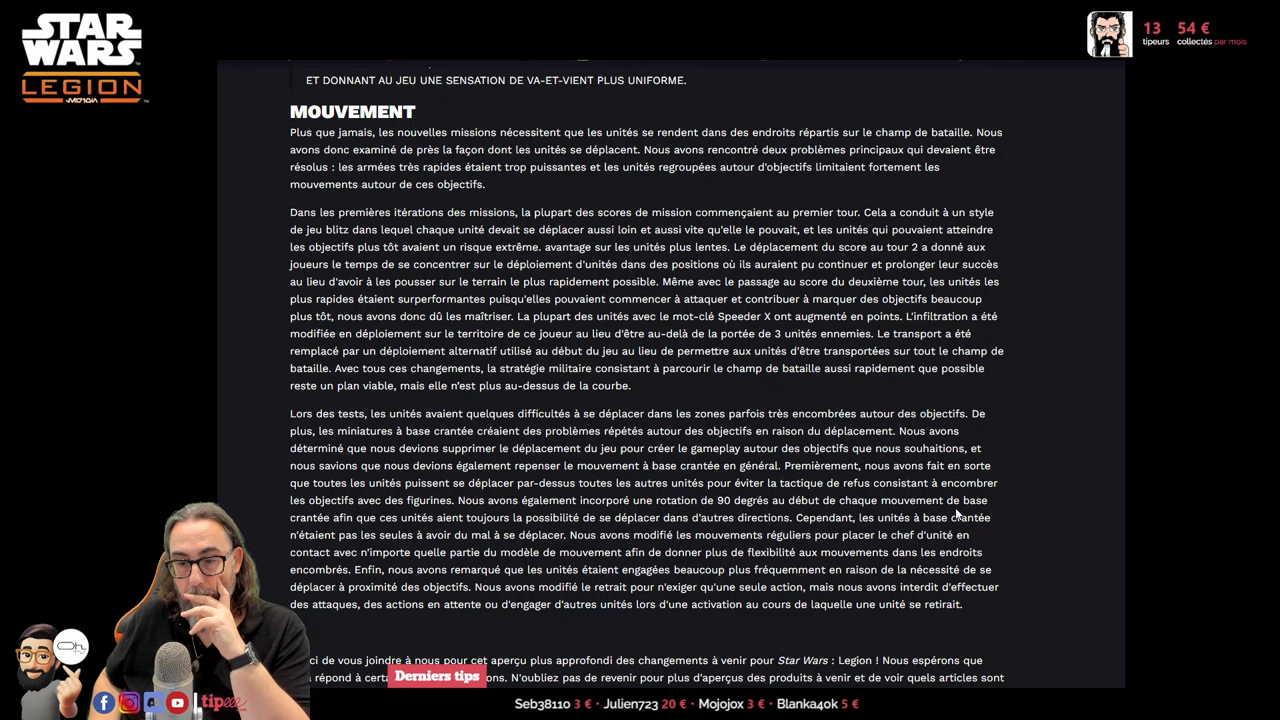 STAR
WARS
LEGION
13 54 €
tipeurs collectés par mois
ET DONNANT AU JEU UNE SENSATION DE VA-ET-VIENT PLUS UNIFORME.
MOUVEMENT
Plus que jamais, les nouvelles missions nécessitent que les unités se rendent dans des endroits répartis sur le champ de bataille. Nous
avons donc examiné de près la façon dont les unités se déplacent. Nous avons rencontré deux problèmes principaux qui devaient être
résolus : les armées très rapides étaient trop puissantes et les unités regroupées autour d'objectifs limitaient fortement les
mouvements autour de ces objectifs.
Dans les premières itérations des missions, la plupart des scores de mission commençaient au premier tour. Cela a conduit à un style
de jeu blitz dans lequel chaque unité devait se déplacer aussi loin et aussi vite qu'elle le pouvait, et les unités qui pouvaient atteindre
les objectifs plus tôt avaient un risque extrême. avantage sur les unités plus lentes. Le déplacement du score au tour 2 a donné aux
joueurs le temps de se concentrer sur le déploiement d'unités dans des positions où ils auraient pu continuer et prolonger leur succès
au lieu d'avoir à les pousser sur le terrain le plus rapidement possible. Même avec le passage au score du deuxième tour, les unités les
plus rapides étaient surperformantes puisqu'elles pouvaient commencer à attaquer et contribuer à marquer des objectifs beaucoup
plus tôt, nous avons donc dû les maîtriser. La plupart des unités avec le mot-clé Speeder X ont augmenté en points. L'infiltration a été
modifiée en déploiement sur le territoire de ce joueur au lieu d'être au-delà de la portée de 3 unités ennemies. Le transport a été
remplacé par un déploiement alternatif utilisé au début du jeu au lieu de permettre aux unités d'être transportées sur tout le champ de
bataille. Avec tous ces changements, la stratégie militaire consistant à parcourir le champ de bataille aussi rapidement que possible
reste un plan viable, mais elle n'est plus au-dessus de la courbe.
Lors des tests, les unités avaient quelques difficultés à se déplacer dans les zones parfois très encombrées autour des objectifs. De
plus, les miniatures à base crantée créaient des problèmes répétés autour des objectifs en raison du déplacement. Nous avons
déterminé que nous devions supprimer le déplacement du jeu pour créer le gameplay autour des objectifs que nous souhaitions, et
nous savions que nous devions également repenser le mouvement à base crantée en général. Premièrement, nous avons fait en sorte
que toutes les unités puissent se déplacer par-dessus toutes les autres unités pour éviter la tactique de refus consistant à encombrer
les objectifs avec des figurines. Nous avons également incorporé une rotation de 90 degrés au début de chaque mouvement de base
crantée afin que ces unités aient toujours la possibilité de se déplacer dans d'autres directions. Cependant, les unités à base crantée
n'étaient pas les seules à avoir du mal à se déplacer. Nous avons modifié les mouvements réguliers pour placer le chef d'unité en
contact avec n'importe quelle partie du modèle de mouvement afin de donner plus de flexibilité aux mouvements dans les endroits
encombrés. Enfin, nous avons remarqué que les unités étaient engagées beaucoup plus fréquemment en raison de la nécessité de se
déplacer à proximité des objectifs. Nous avons modifié le retrait pour n'exiger qu'une seule action, mais nous avons interdit d'effectuer
des attaques, des actions en attente ou d'engager d'autres unités lors d'une activation au cours de laquelle une unité se retirait.
ci de vous joindre à nous pour cet aperçu plus approfondi des changements à venir pour Star Wars : Legion ! Nous espérons que
répond à certa ons. N'oubliez pas de revenir pour plus d'aperçus des produits à venir et de voir quels articles sont
Derniers tips
tipeee
Seb38110 3 € · Julien723 20 € · Mojojox 3 € · Blanka40k 5 €